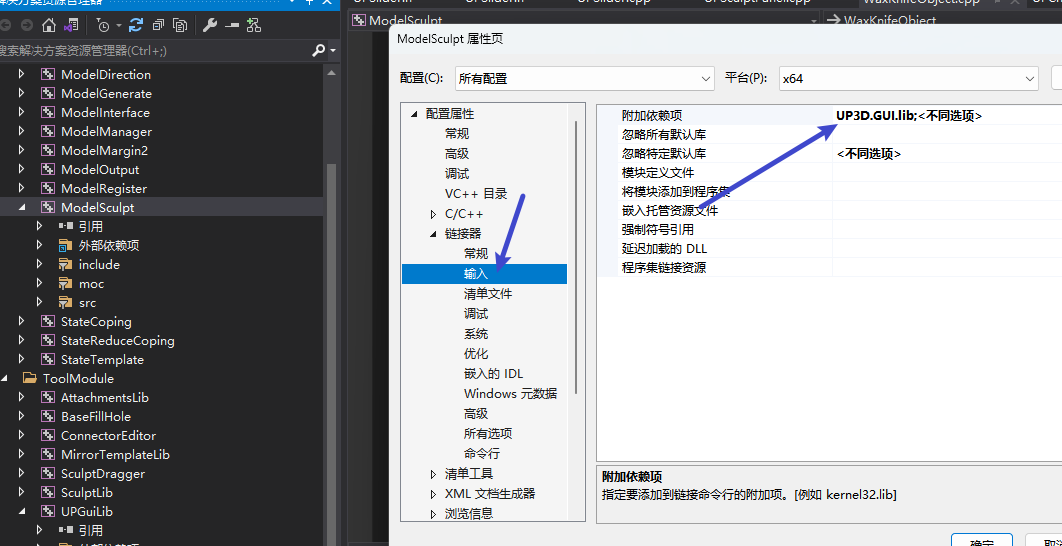 解决方案资源管理器
搜索解决方案资源管理器(Ctrl+;)
ModelDirection
ModelGenerate
ModelInterface
ModelManager
ModelMargin2
ModelOutput
ModelRegister
ModelSculpt
引用
外部依赖项
include
moc
src
StateCoping
StateReduceCoping
StateTemplate
ToolModule
AttachmentsLib
BaseFillHole
ConnectorEditor
MirrorTemplateLib
SculptDragger
SculptLib
UPGuiLib
引用
WaxKnifeObject.cpp
ModelSculpt
WaxKnifeObject
ModelSculpt 属性页
配置(C):
所有配置
平台(P):
x64
配置属性
常规
高级
调试
VC++ 目录
C/C++
链接器
常规
输入
清单文件
调试
系统
优化
嵌入的 IDL
Windows 元数据
高级
所有选项
命令行
清单工具
XML 文档生成器
浏览信息
附加依赖项 UP3D.GUI.lib;<不同选项>
忽略所有默认库
忽略特定默认库 <不同选项>
模块定义文件
将模块添加到程序集
嵌入托管资源文件
强制符号引用
延迟加载的 DLL
程序集链接资源
附加依赖项
指定要添加到链接命令行的附加项。[例如 kernel32.lib]
确定